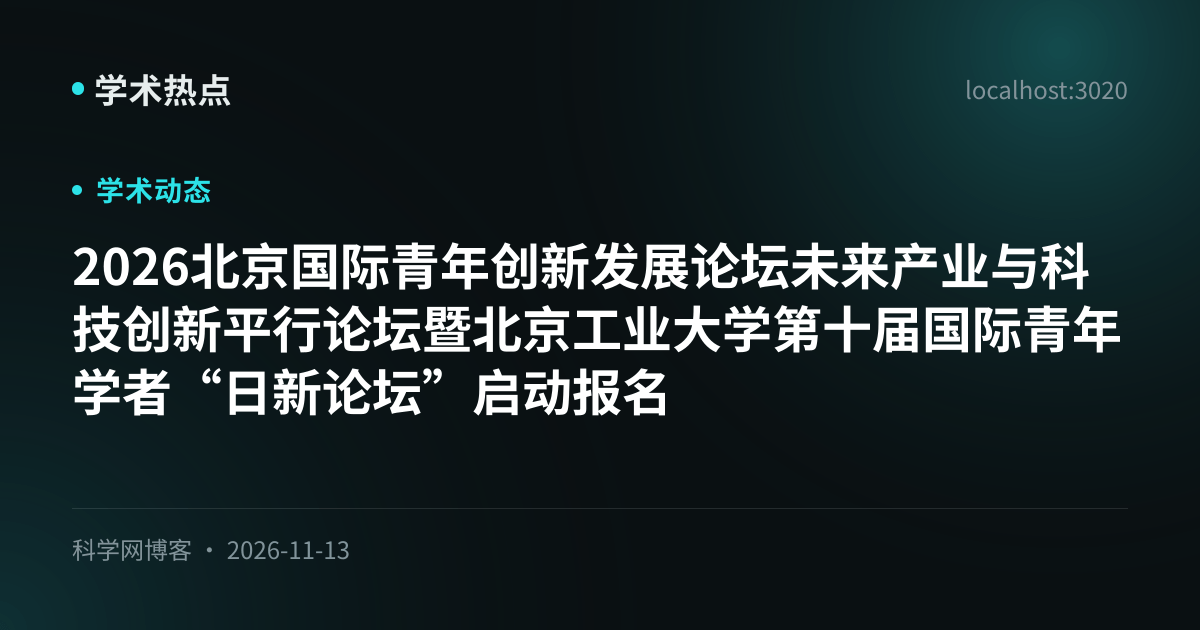 学术热点
localhost:3020
学术动态
2026北京国际青年创新发展论坛未来产业与科
技创新平行论坛暨北京工业大学第十届国际青年
学者“日新论坛”启动报名
科学网博客 · 2026-11-13